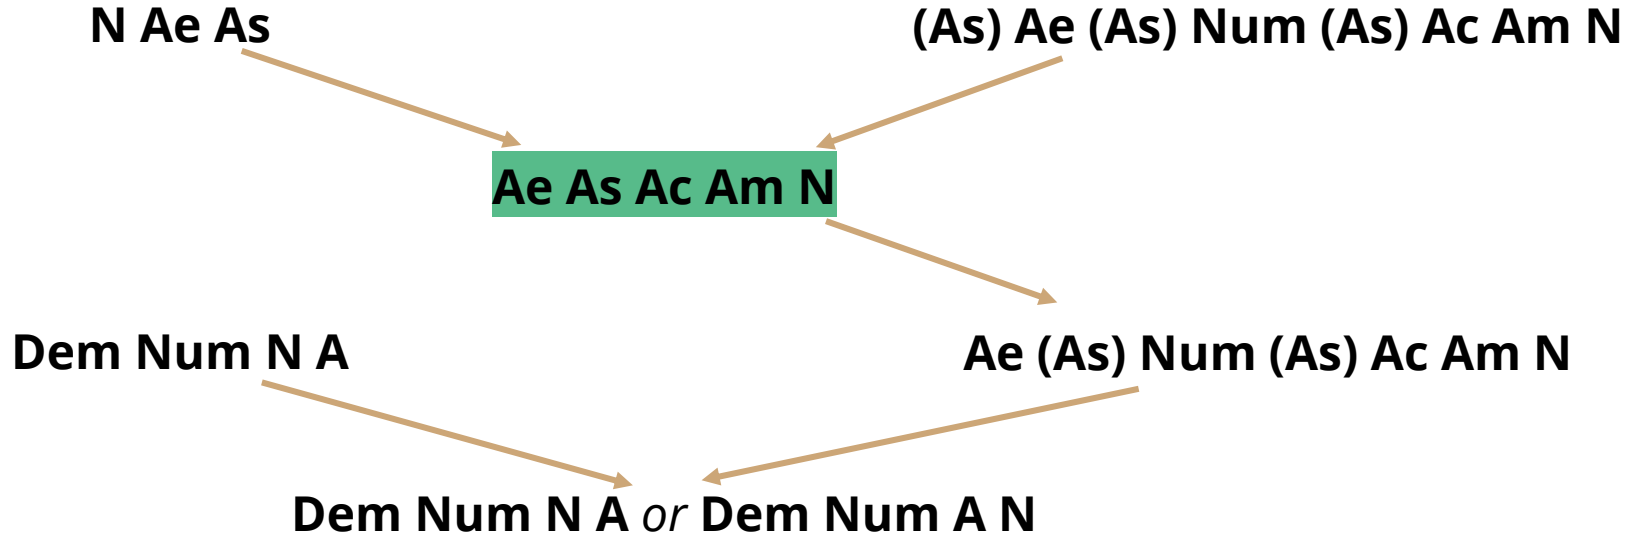 N Ae As
(As) Ae (As) Num (As) Ac Am N
Ae As Ac Am N
Dem Num N A
Ae (As) Num (As) Ac Am N
Dem Num N A or Dem Num A N